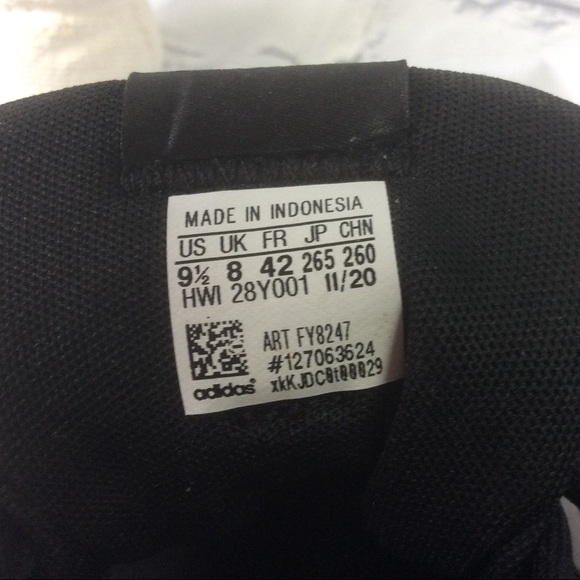 MADE IN INDONESIA
US UK FR JP CHN
9½ 8 42 265 260
HWI 28Y001 11/20
ART FY8247
#127063624
adidas